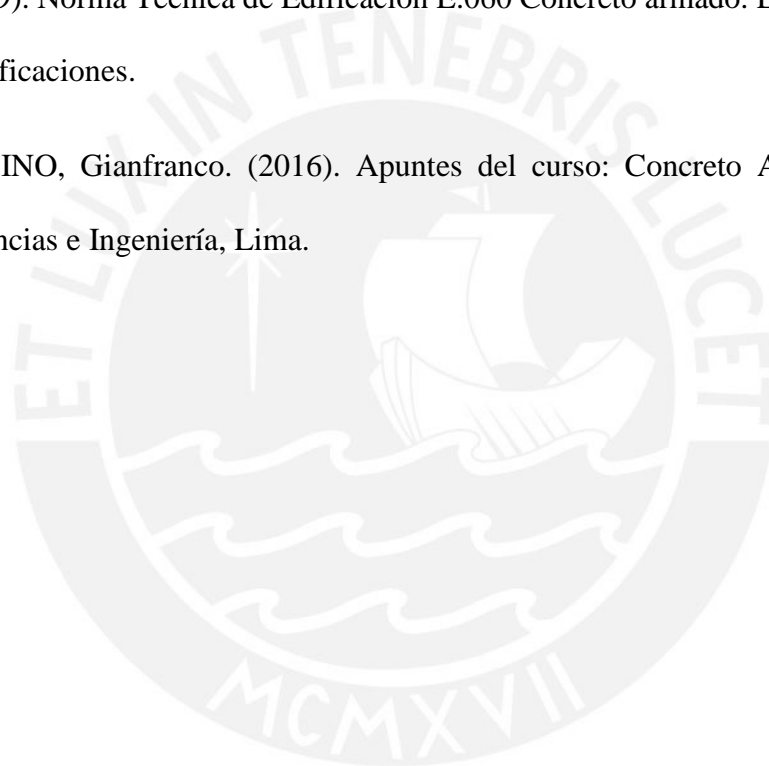 ). Norma Técnica de Edificación E.060 Concreto armado.
ificaciones.
INO, Gianfranco. (2016). Apuntes del curso: Concreto A
ncias e Ingeniería, Lima.
ET LUX IN TENEBRIS LUCET
MCMXVII